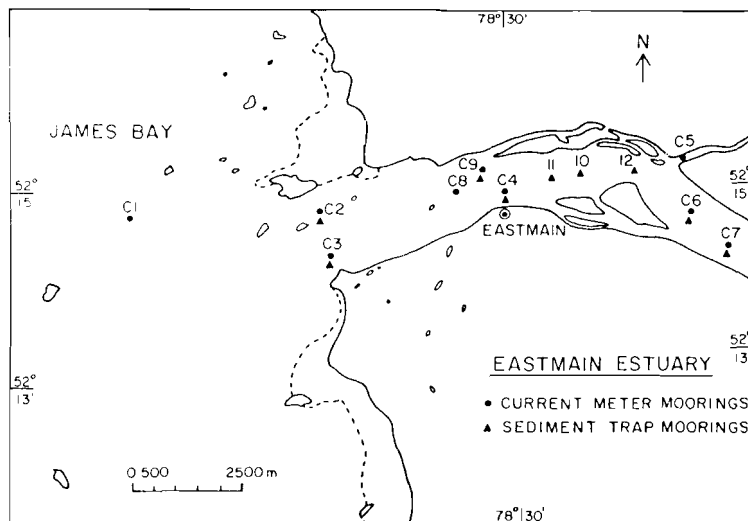 78° 30'
N
JAMES BAY
C5
C9
11
10
12
52°
15
C8
C4
52°
15
C1
C2
C6
EASTMAIN
C7
C3
52'
13'
EASTMAIN ESTUARY
52°
13'
• CURRENT METER MOORINGS
▲ SEDIMENT TRAP MOORINGS
0 500 2500 m
78° 30'